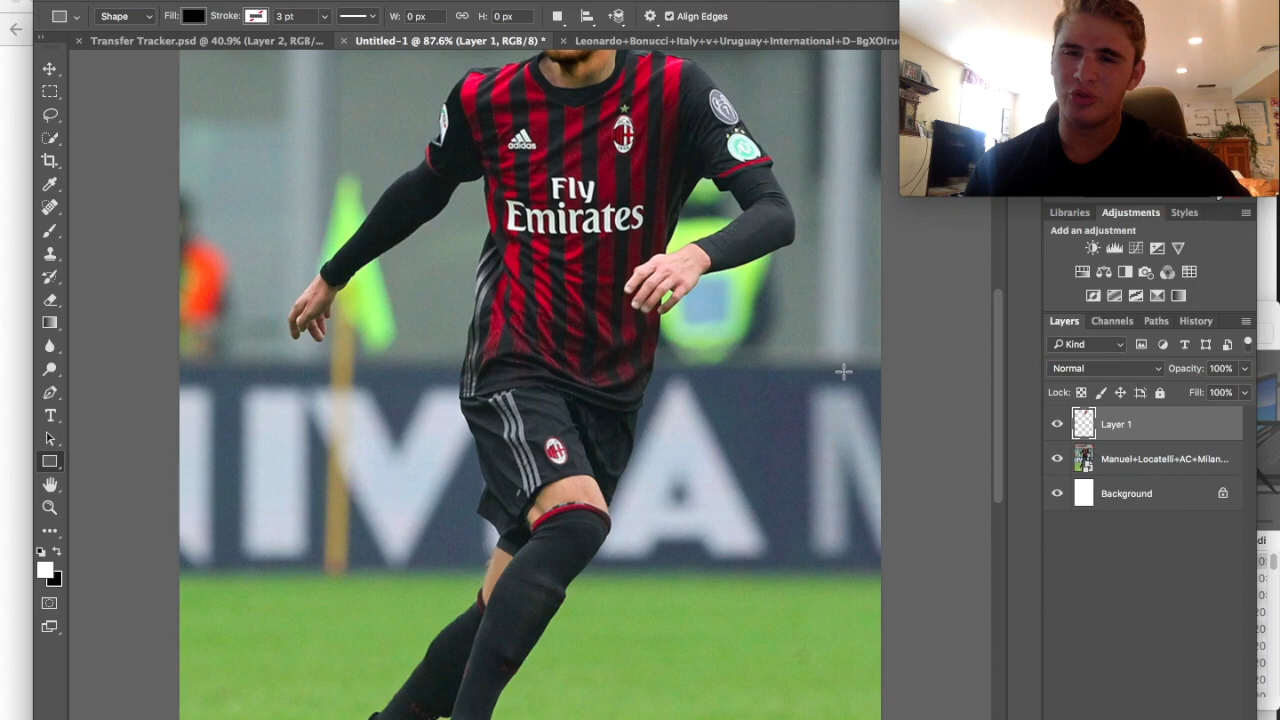 Shape Fill: Stroke: 3 pt W: 0 px H: 0 px Align Edges
Transfer Tracker.psd @ 40.9% (Layer 2, RGB/... Untitled-1 @ 87.6% (Layer 1, RGB/8) * Leonardo+Bonucci+Italy+v+Uruguay+International+D-BgXOIru
adidas
Fly
Emirates
Libraries Adjustments Styles
Add an adjustment
Layers Channels Paths History
Kind
Normal Opacity: 100%
Lock: Fill: 100%
Layer 1
Manuel+Locatelli+AC+Milan...
Background